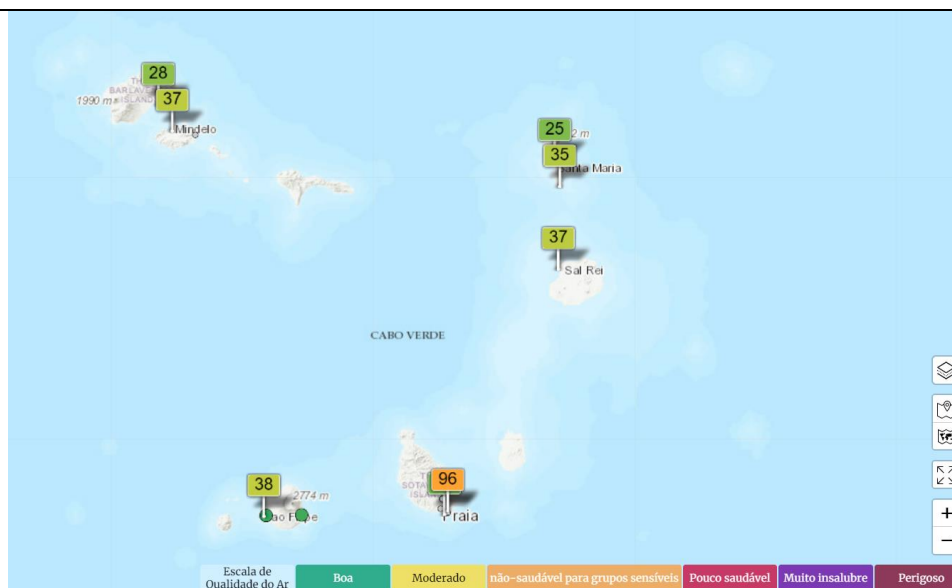 28
1990 m
37
Mindelo
25
2 m
35
Maria
37
Sal Rei
CABO VERDE
96
38
2774 m
Praia
Escala de
Qualidade do Ar
Boa
Moderado
não-saudável para grupos sensíveis
Pouco saudável
Muito insalubre
Perigoso
+
−